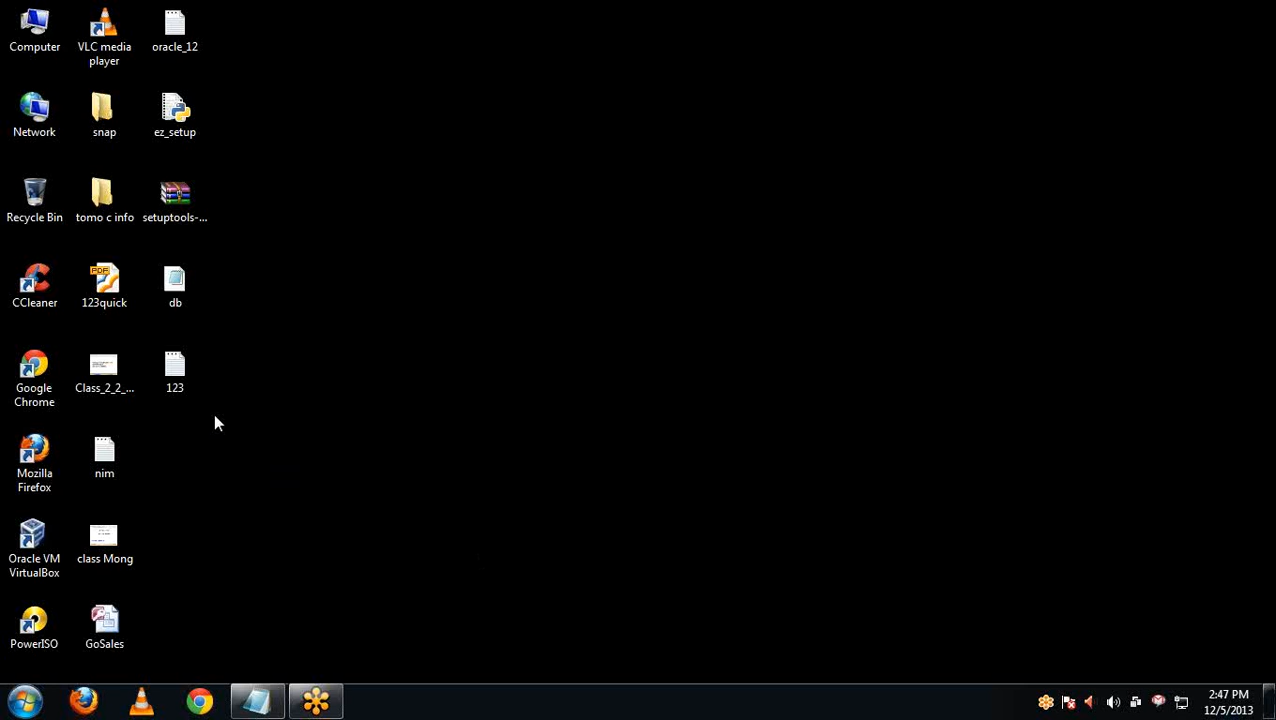 Computer
VLC media
player
oracle_12
Network
snap
ez_setup
Recycle Bin
tomo c info
setuptools-...
CCleaner
PDF
123quick
db
Google
Chrome
Class_2_2_...
123
Mozilla
Firefox
nim
Oracle VM
VirtualBox
class Mong
PowerISO
GoSales
2:47 PM
12/5/2013